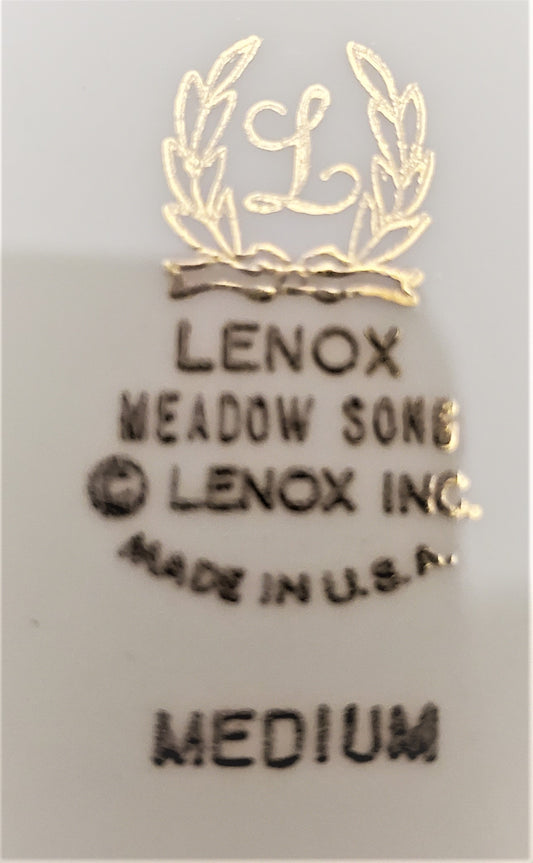 L
LENOX
MEADOW SONG
© LENOX INC.
MADE IN U.S.A.
MEDIUM